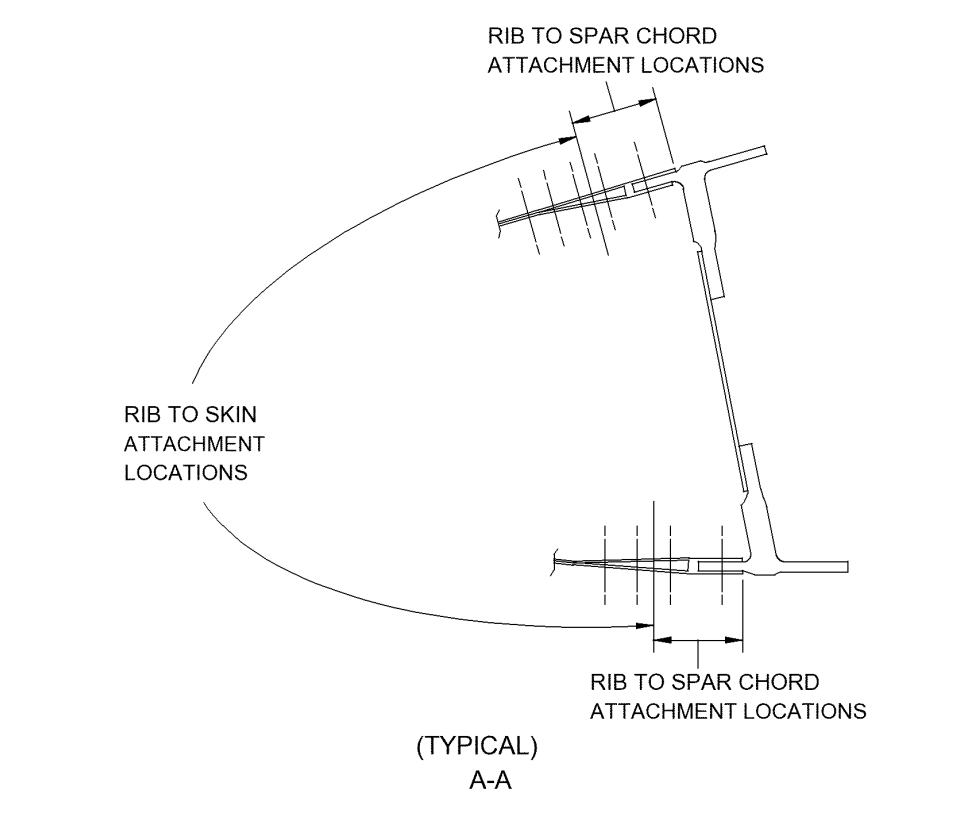 RIB TO SPAR CHORD
ATTACHMENT LOCATIONS
RIB TO SKIN
ATTACHMENT
LOCATIONS
RIB TO SPAR CHORD
ATTACHMENT LOCATIONS
(TYPICAL)
A-A